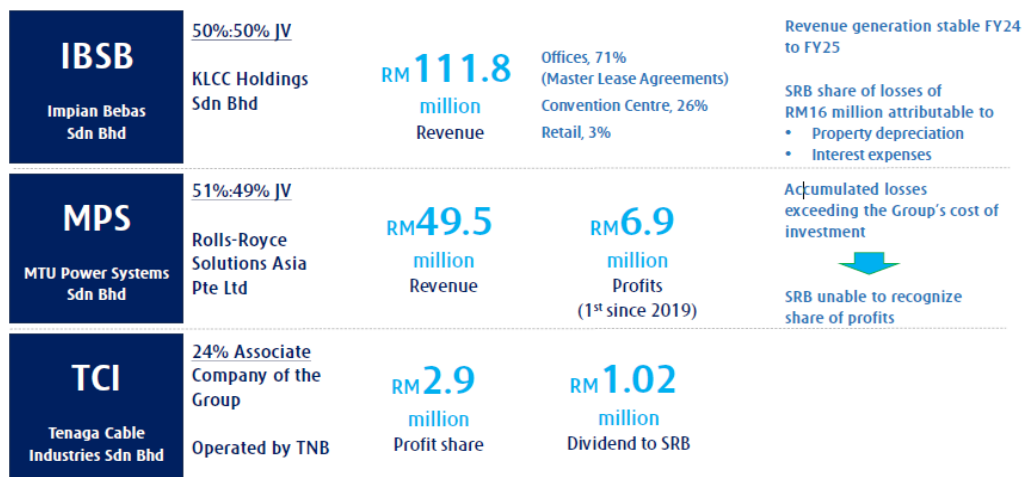 IBSB
Impian Bebas
Sdn Bhd
50%:50% JV
KLCC Holdings
Sdn Bhd
RM111.8
million
Revenue
Offices, 71%
(Master Lease Agreements)
Convention Centre, 26%
Retail, 3%
Revenue generation stable FY24
to FY25
SRB share of losses of
RM16 million attributable to
• Property depreciation
• Interest expenses
MPS
MTU Power Systems
Sdn Bhd
51%:49% JV
Rolls-Royce
Solutions Asia
Pte Ltd
RM49.5
million
Revenue
RM6.9
million
Profits
(1st since 2019)
Accumulated losses
exceeding the Group's cost of
investment
SRB unable to recognize
share of profits
TCI
Tenaga Cable
Industries Sdn Bhd
24% Associate
Company of the
Group
Operated by TNB
RM2.9
million
Profit share
RM1.02
million
Dividend to SRB